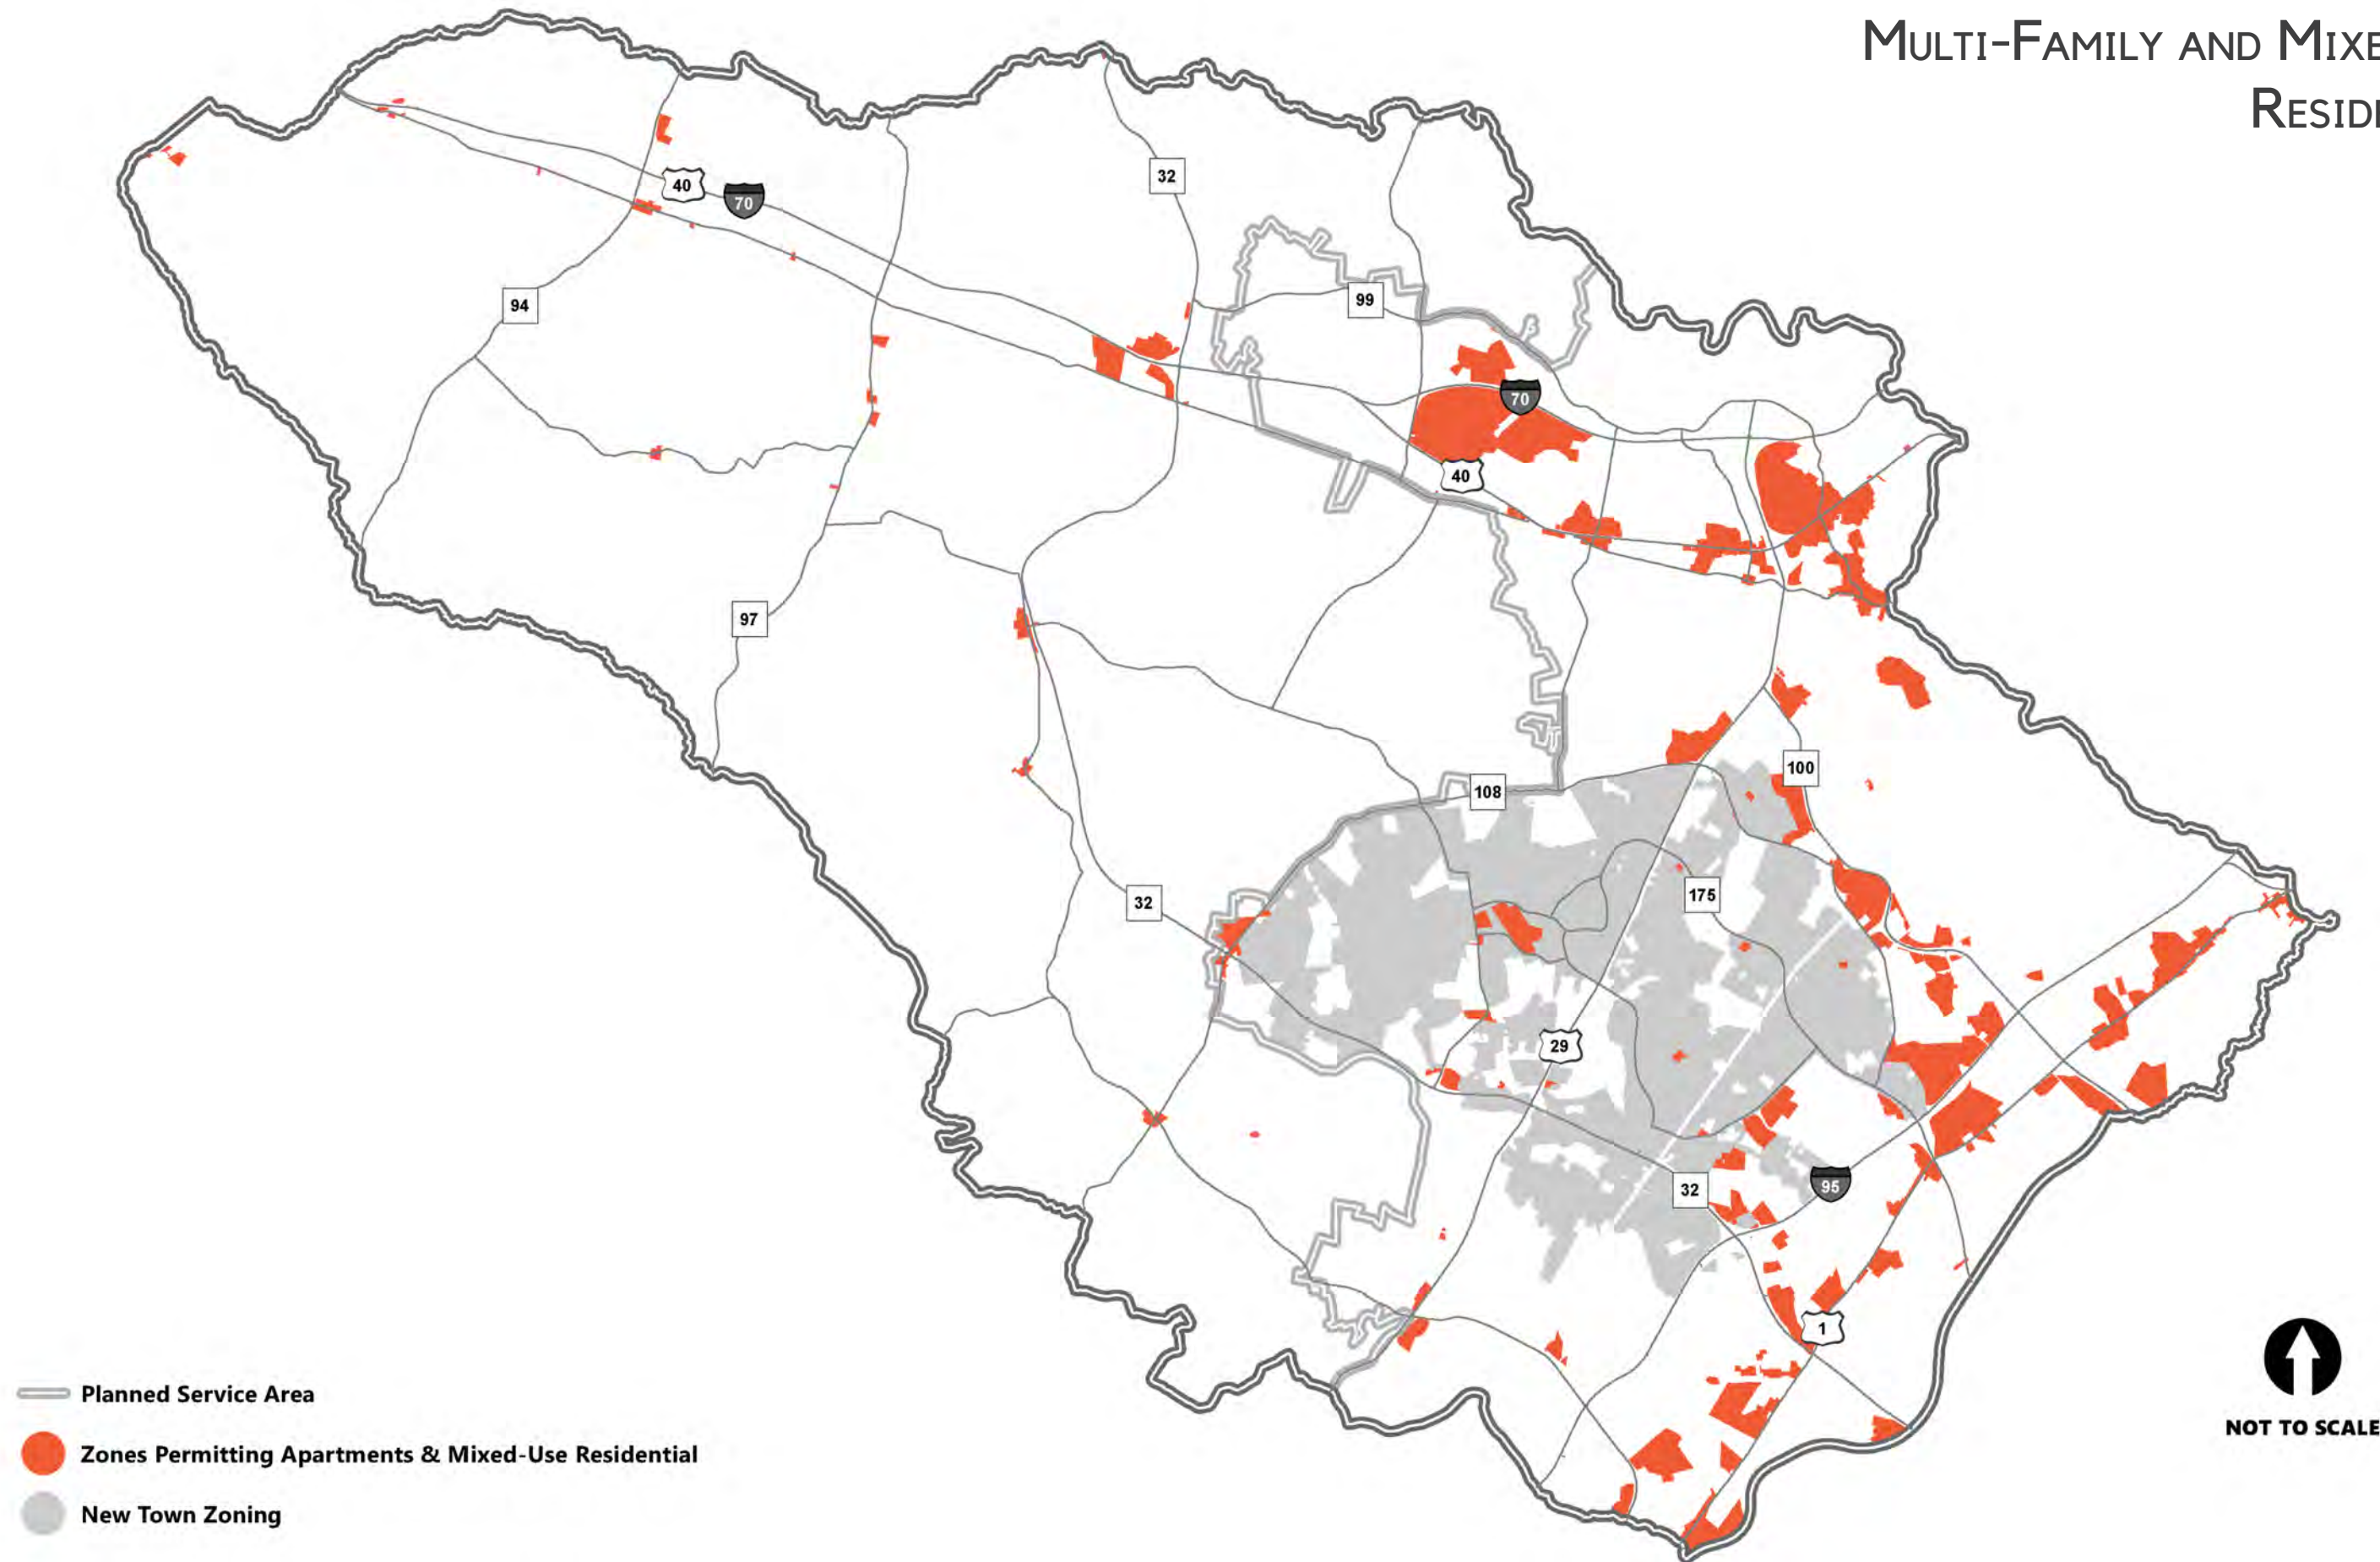 MULTI-FAMILY AND MIXE
RESIDE
32
40
70
94
99
70
40
97
108
100
32
175
29
32
95
1
Planned Service Area
Zones Permitting Apartments & Mixed-Use Residential
New Town Zoning
NOT TO SCALE